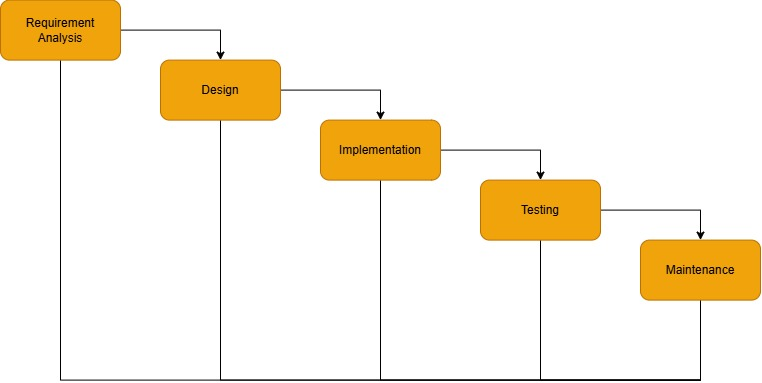 Requirement
Analysis
Design
Implementation
Testing
Maintenance